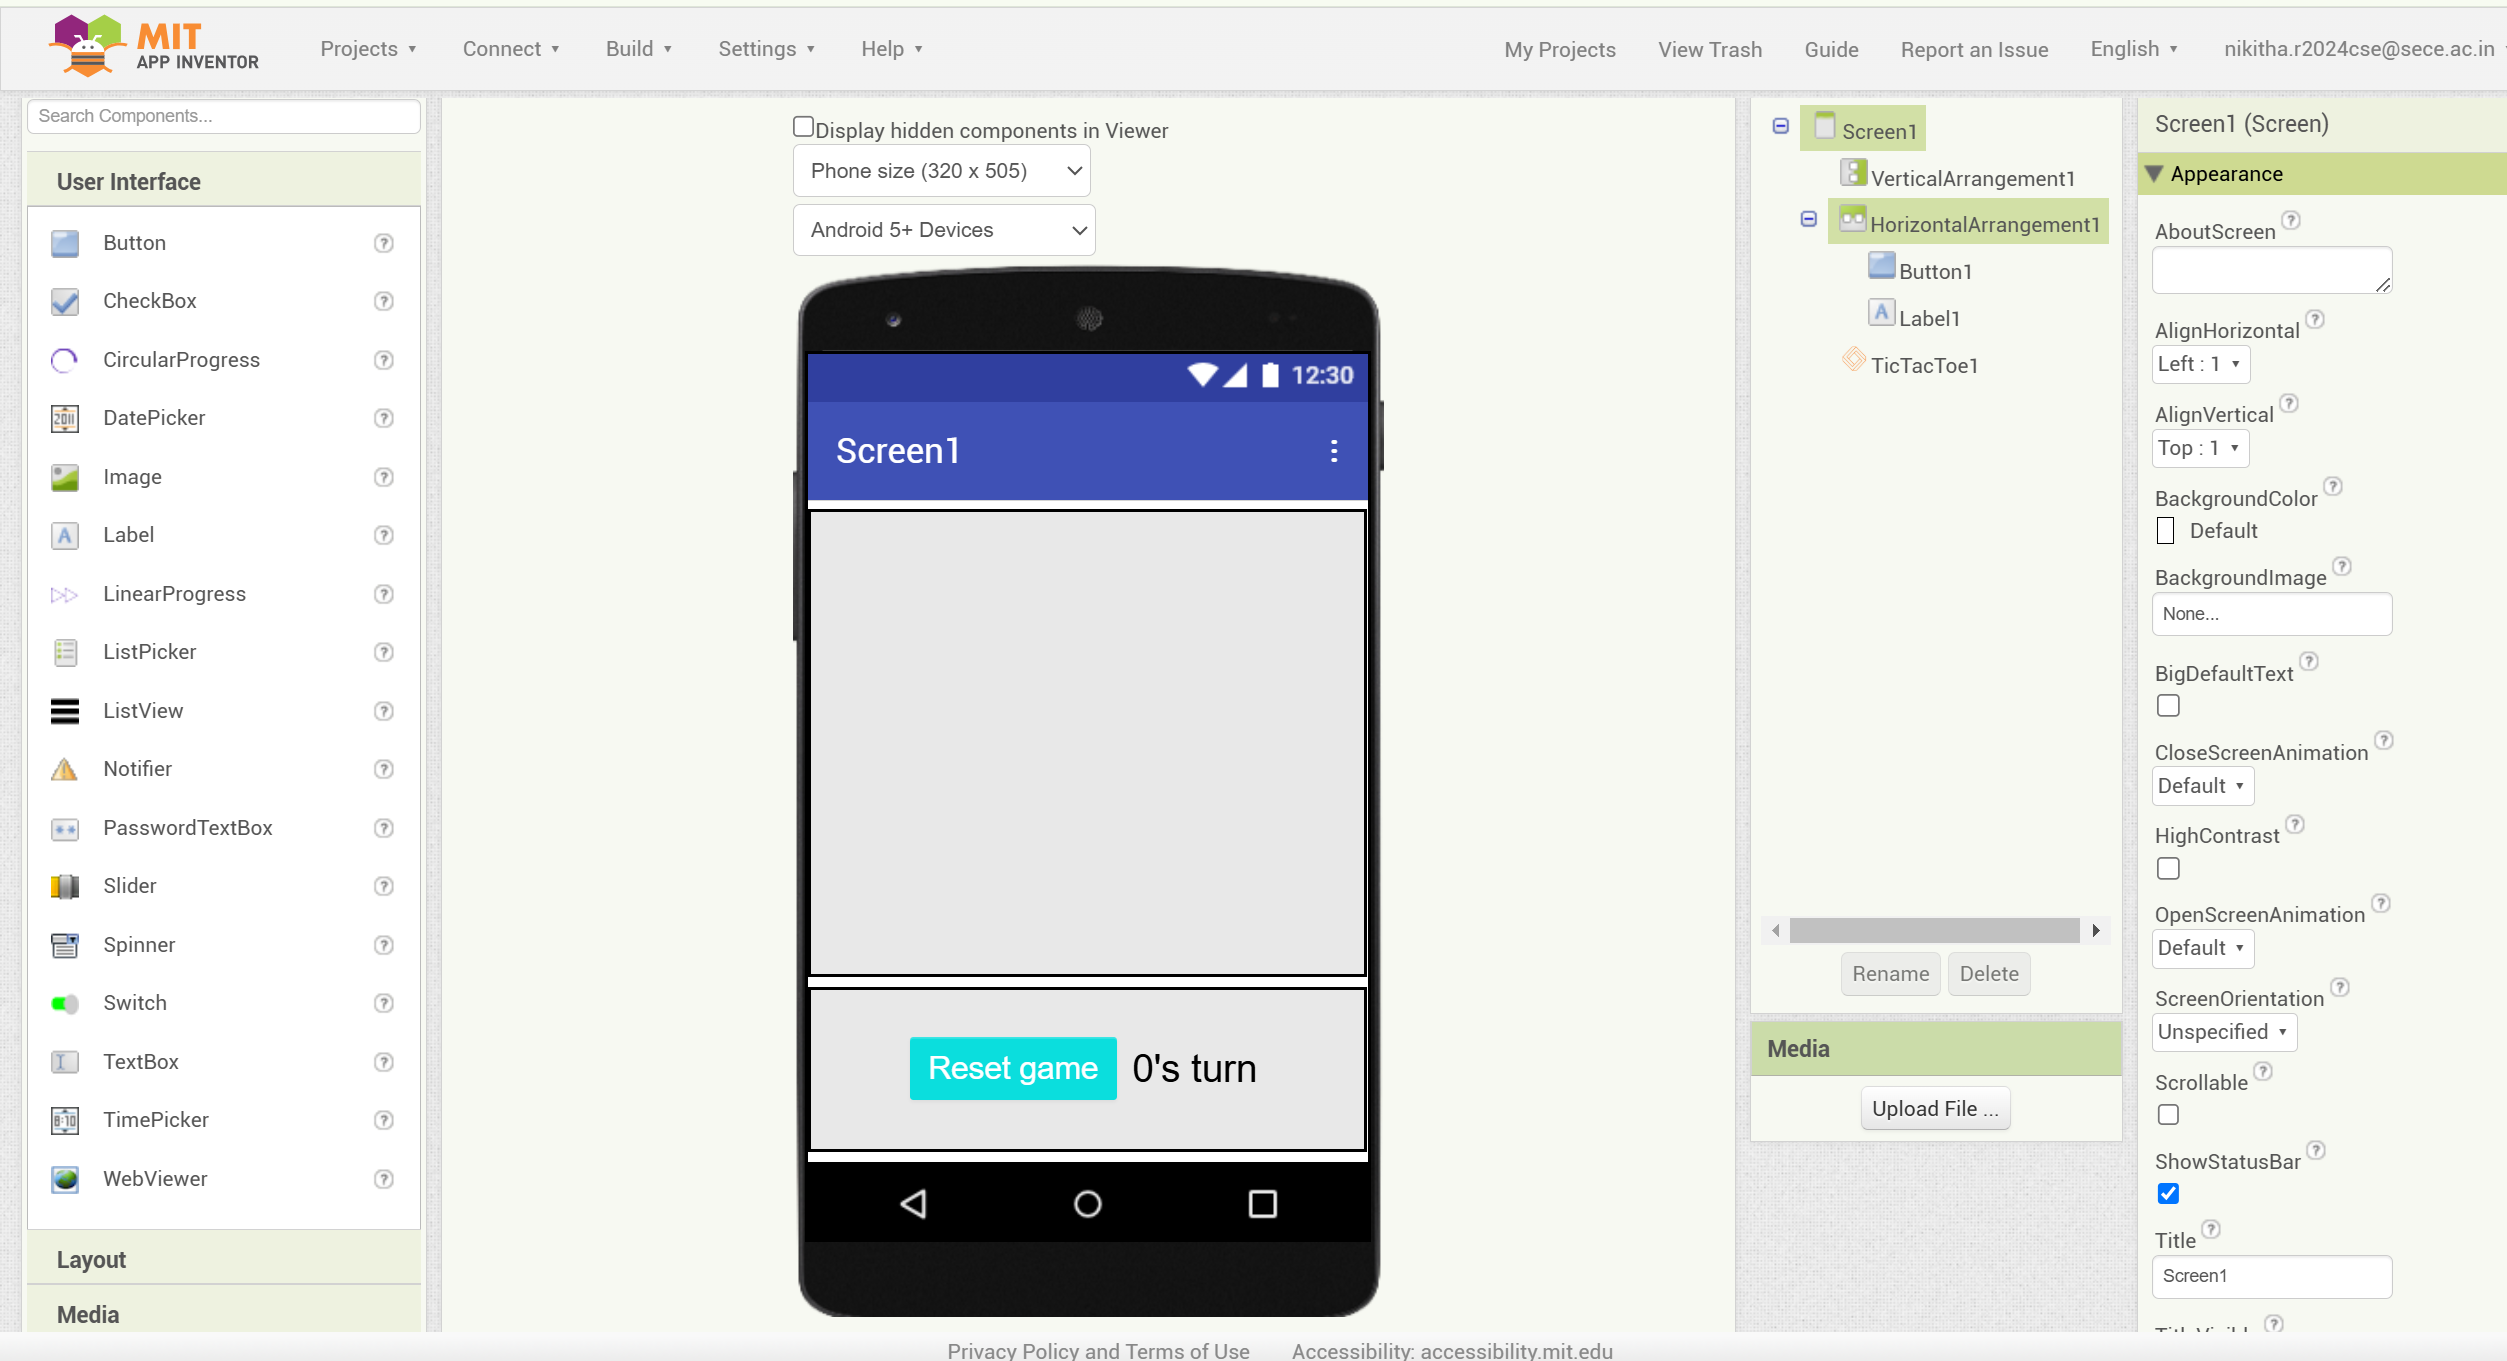 MIT
APP INVENTOR
Projects
Connect
Build
Settings
Help
My Projects
View Trash
Guide
Report an Issue
English
nikitha.r2024cse@sece.ac.in
Search Components...
User Interface
Button
CheckBox
CircularProgress
DatePicker
Image
Label
LinearProgress
ListPicker
ListView
Notifier
PasswordTextBox
Slider
Spinner
Switch
TextBox
TimePicker
WebViewer
Layout
Media
Display hidden components in Viewer
Phone size (320 x 505)
Android 5+ Devices
12:30
Screen1
Reset game 0's turn
Screen1
VerticalArrangement1
HorizontalArrangement1
Button1
Label1
TicTacToe1
Rename Delete
Media
Upload File ...
Screen1 (Screen)
Appearance
AboutScreen
AlignHorizontal
Left : 1
AlignVertical
Top : 1
BackgroundColor
Default
BackgroundImage
None...
BigDefaultText
CloseScreenAnimation
Default
HighContrast
OpenScreenAnimation
Default
ScreenOrientation
Unspecified
Scrollable
ShowStatusBar
Title
Screen1
Privacy Policy and Terms of Use
Accessibility: accessibility.mit.edu